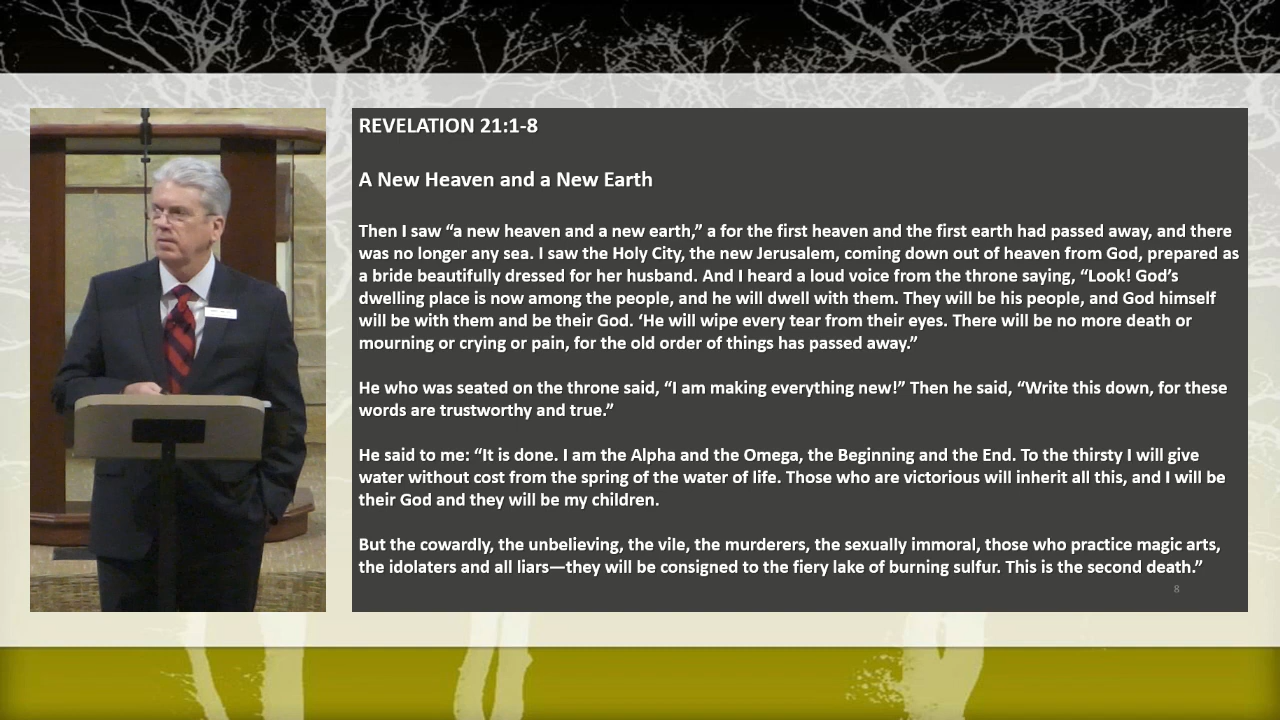 REVELATION 21:1-8
A New Heaven and a New Earth
Then I saw “a new heaven and a new earth,” a for the first heaven and the first earth had passed away, and there
was no longer any sea. I saw the Holy City, the new Jerusalem, coming down out of heaven from God, prepared as
a bride beautifully dressed for her husband. And I heard a loud voice from the throne saying, “Look! God’s
dwelling place is now among the people, and he will dwell with them. They will be his people, and God himself
will be with them and be their God. ‘He will wipe every tear from their eyes. There will be no more death or
mourning or crying or pain, for the old order of things has passed away.”
He who was seated on the throne said, “I am making everything new!” Then he said, “Write this down, for these
words are trustworthy and true.”
He said to me: “It is done. I am the Alpha and the Omega, the Beginning and the End. To the thirsty I will give
water without cost from the spring of the water of life. Those who are victorious will inherit all this, and I will be
their God and they will be my children.
But the cowardly, the unbelieving, the vile, the murderers, the sexually immoral, those who practice magic arts,
the idolaters and all liars—they will be consigned to the fiery lake of burning sulfur. This is the second death.”
8